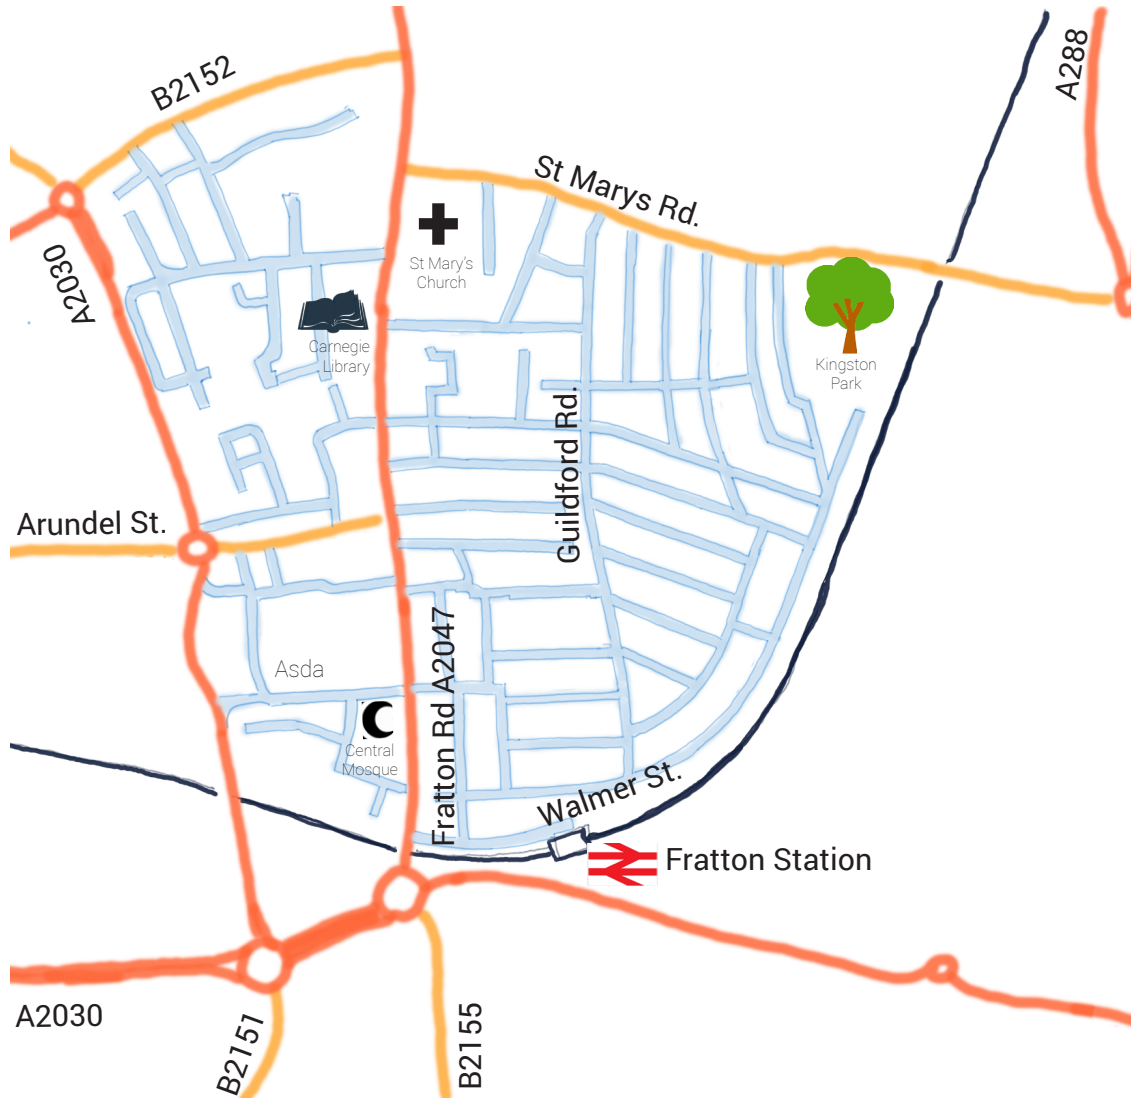 B2152
A288
St Marys Rd.
A2030
St Mary's
Church
Carnegie
Library
Kingston
Park
Guildford Rd.
Arundel St.
Asda
Fratton Rd A2047
Central
Mosque
Walmer St.
Fratton Station
A2030
B2151
B2155